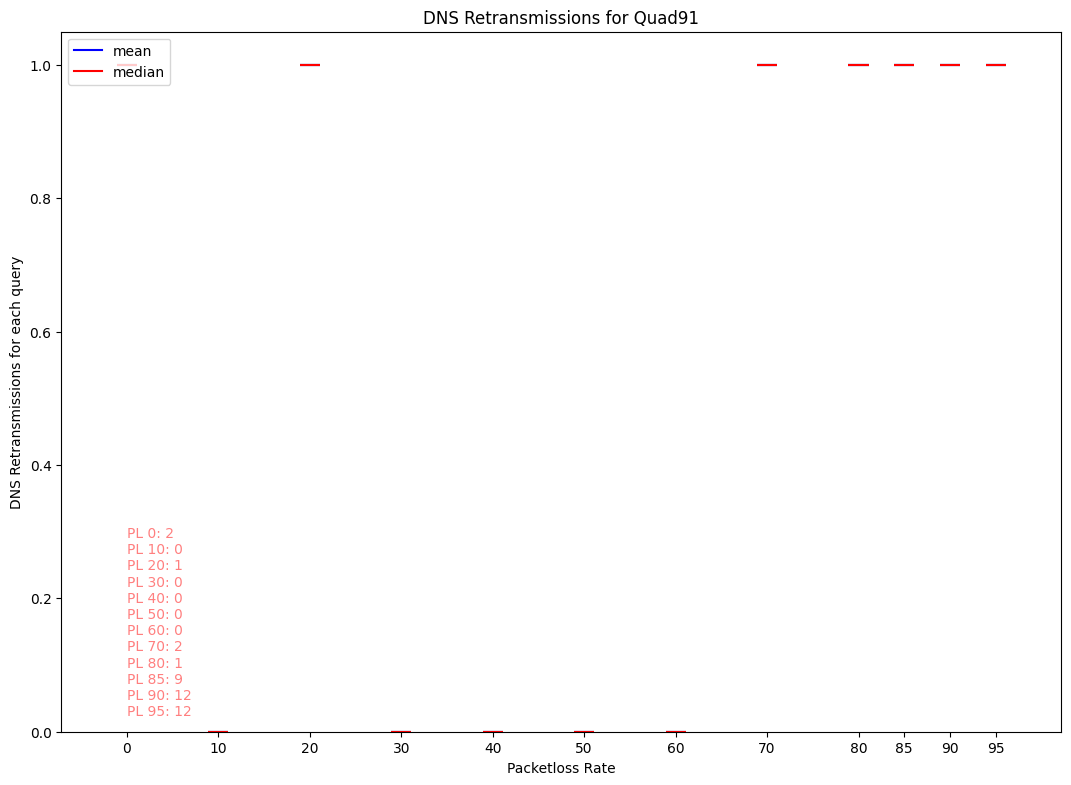 DNS Retransmissions for Quad91
mean
median
1.0
0.8
0.6
0.4
0.2
0.0
DNS Retransmissions for each query
PL 0: 2
PL 10: 0
PL 20: 1
PL 30: 0
PL 40: 0
PL 50: 0
PL 60: 0
PL 70: 2
PL 80: 1
PL 85: 9
PL 90: 12
PL 95: 12
0 10 20 30 40 50 60 70 80 85 90 95
Packetloss Rate